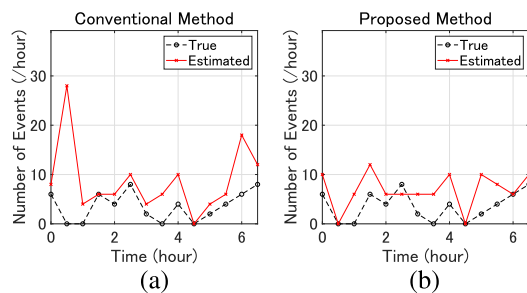 Conventional Method
True
Estimated
Number of Events (/hour)
30
20
10
0
0
2
4
6
Time (hour)
(a)
Proposed Method
True
Estimated
Number of Events (/hour)
30
20
10
0
0
2
4
6
Time (hour)
(b)